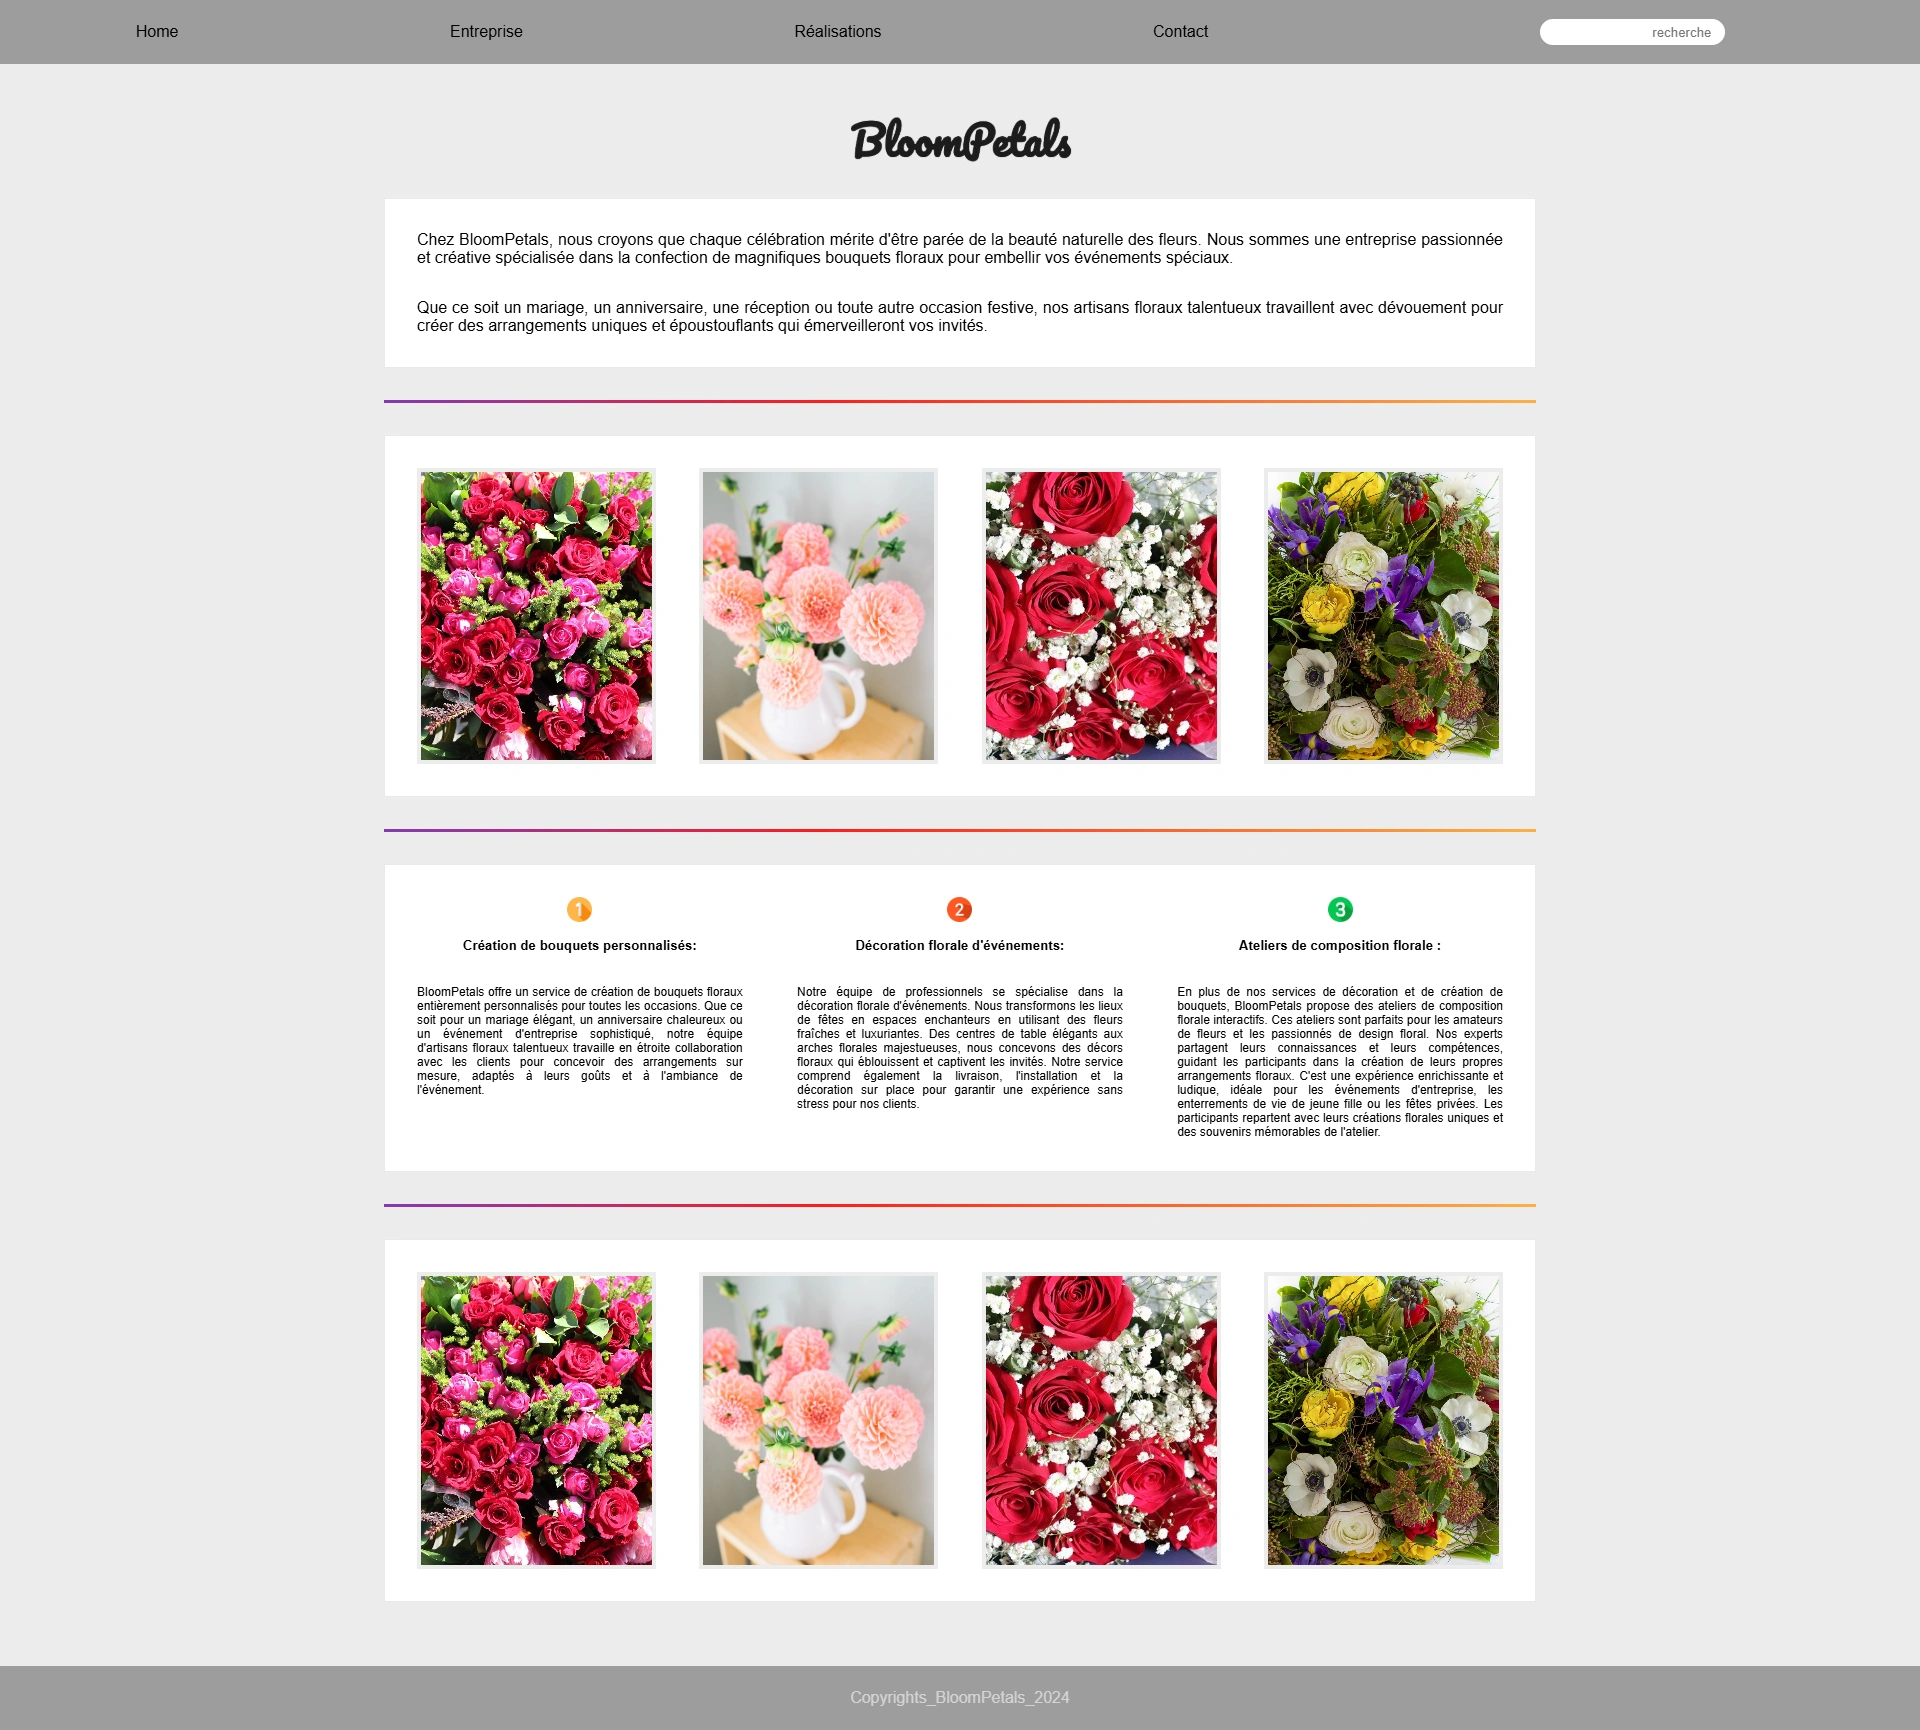 Home
Entreprise
Réalisations
Contact
recherche
BloomPetals
Chez BloomPetals, nous croyons que chaque célébration mérite d'être parée de la beauté naturelle des fleurs. Nous sommes une entreprise passionnée
et créative spécialisée dans la confection de magnifiques bouquets floraux pour embellir vos événements spéciaux.
Que ce soit un mariage, un anniversaire, une réception ou toute autre occasion festive, nos artisans floraux talentueux travaillent avec dévouement pour
créer des arrangements uniques et époustouflants qui émerveilleront vos invités.
1
Création de bouquets personnalisés:
BloomPetals offre un service de création de bouquets floraux
entièrement personnalisés pour toutes les occasions. Que ce
soit pour un mariage élégant, un anniversaire chaleureux ou
un événement d'entreprise sophistiqué, notre équipe
d'artisans floraux talentueux travaille en étroite collaboration
avec les clients pour concevoir des arrangements sur
mesure, adaptés à leurs goûts et à l'ambiance de
l'événement.
2
Décoration florale d'événements:
Notre équipe de professionnels se spécialise dans la
décoration florale d'événements. Nous transformons les lieux
de fêtes en espaces enchanteurs en utilisant des fleurs
fraîches et luxuriantes. Des centres de table élégants aux
arches florales majestueuses, nous concevons des décors
floraux qui éblouissent et captivent les invités. Notre service
comprend également la livraison, l'installation et la
décoration sur place pour garantir une expérience sans
stress pour nos clients.
3
Ateliers de composition florale :
En plus de nos services de décoration et de création de
bouquets, BloomPetals propose des ateliers de composition
florale interactifs. Ces ateliers sont parfaits pour les amateurs
de fleurs et les passionnés de design floral. Nos experts
partagent leurs connaissances et leurs compétences,
guidant les participants dans la création de leurs propres
arrangements floraux. C'est une expérience enrichissante et
ludique, idéale pour les événements d'entreprise, les
enterrements de vie de jeune fille ou les fêtes privées. Les
participants repartent avec leurs créations florales uniques et
des souvenirs mémorables de l'atelier.
Copyrights_BloomPetals_2024